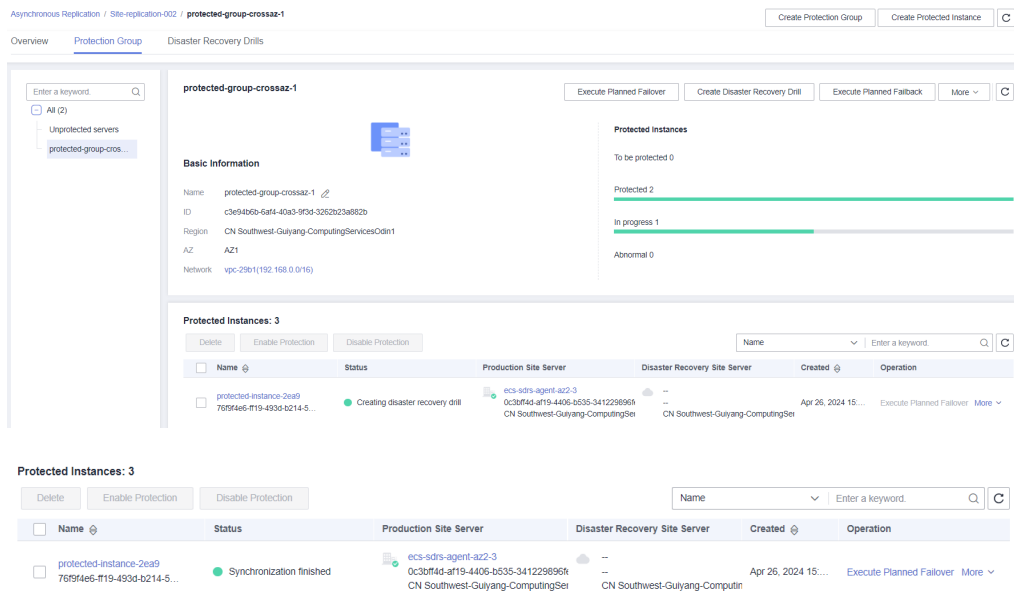 Asynchronous Replication / Site-replication-002 / protected-group-crossaz-1
Create Protection Group
Create Protected Instance
Overview
Protection Group
Disaster Recovery Drills
Enter a keyword.
All (2)
Unprotected servers
protected-group-cros...
protected-group-crossaz-1
Execute Planned Failover
Create Disaster Recovery Drill
Execute Planned Failback
More
Basic Information
Name protected-group-crossaz-1
ID c3e94b6b-6af4-40a3-9f3d-3262b23a882b
Region CN Southwest-Guiyang-ComputingServicesOdin1
AZ AZ1
Network vpc-29b1(192.168.0.0/16)
Protected Instances
To be protected 0
Protected 2
In progress 1
Abnormal 0
Protected Instances: 3
Delete
Enable Protection
Disable Protection
Name
Enter a keyword.
Name Status Production Site Server Disaster Recovery Site Server Created Operation
protected-instance-2ea9
76f9f4e6-ff19-493d-b214-5...
Creating disaster recovery drill
ecs-sdrs-agent-az2-3
0c3bff4d-af19-4406-b535-341229896f
CN Southwest-Guiyang-ComputingSer
--
--
CN Southwest-Guiyang-ComputingSer
Apr 26, 2024 15:...
Execute Planned Failover More
Protected Instances: 3
Delete
Enable Protection
Disable Protection
Name
Enter a keyword.
Name Status Production Site Server Disaster Recovery Site Server Created Operation
protected-instance-2ea9
76f9f4e6-ff19-493d-b214-5...
Synchronization finished
ecs-sdrs-agent-az2-3
0c3bff4d-af19-4406-b535-341229896f
CN Southwest-Guiyang-ComputingSer
--
--
CN Southwest-Guiyang-Computin
Apr 26, 2024 15:...
Execute Planned Failover More